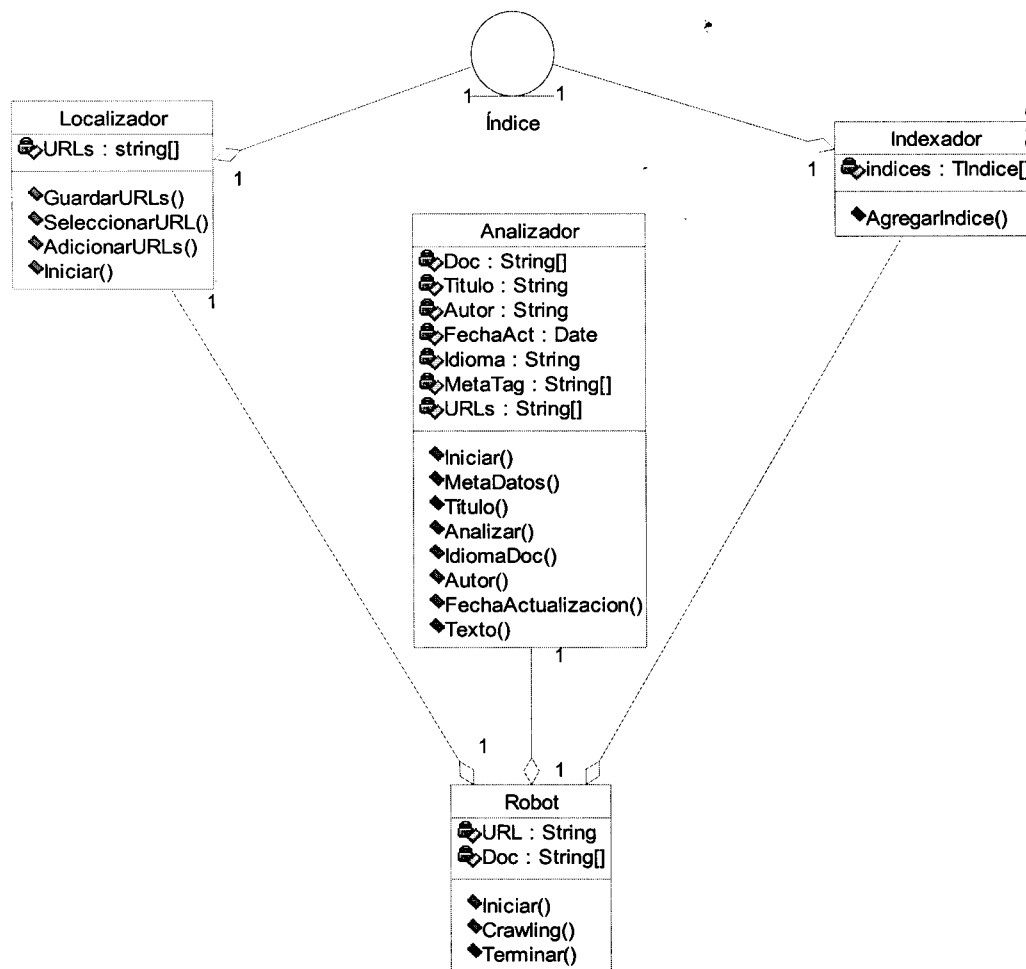 1
1
Índice
Localizador
URLs : string[]
GuardarURLs()
SeleccionarURL()
AdicionarURLs()
Iniciar()
1
1
Indexador
indices : TIndice[]
AgregarIndice()
1
Analizador
Doc : String[]
Titulo : String
Autor : String
FechaAct : Date
Idioma : String
MetaTag : String[]
URLs : String[]
Iniciar()
MetaDatos()
Título()
Analizar()
IdiomaDoc()
Autor()
FechaActualizacion()
Texto()
1
1
1
Robot
URL : String
Doc : String[]
Iniciar()
Crawling()
Terminar()